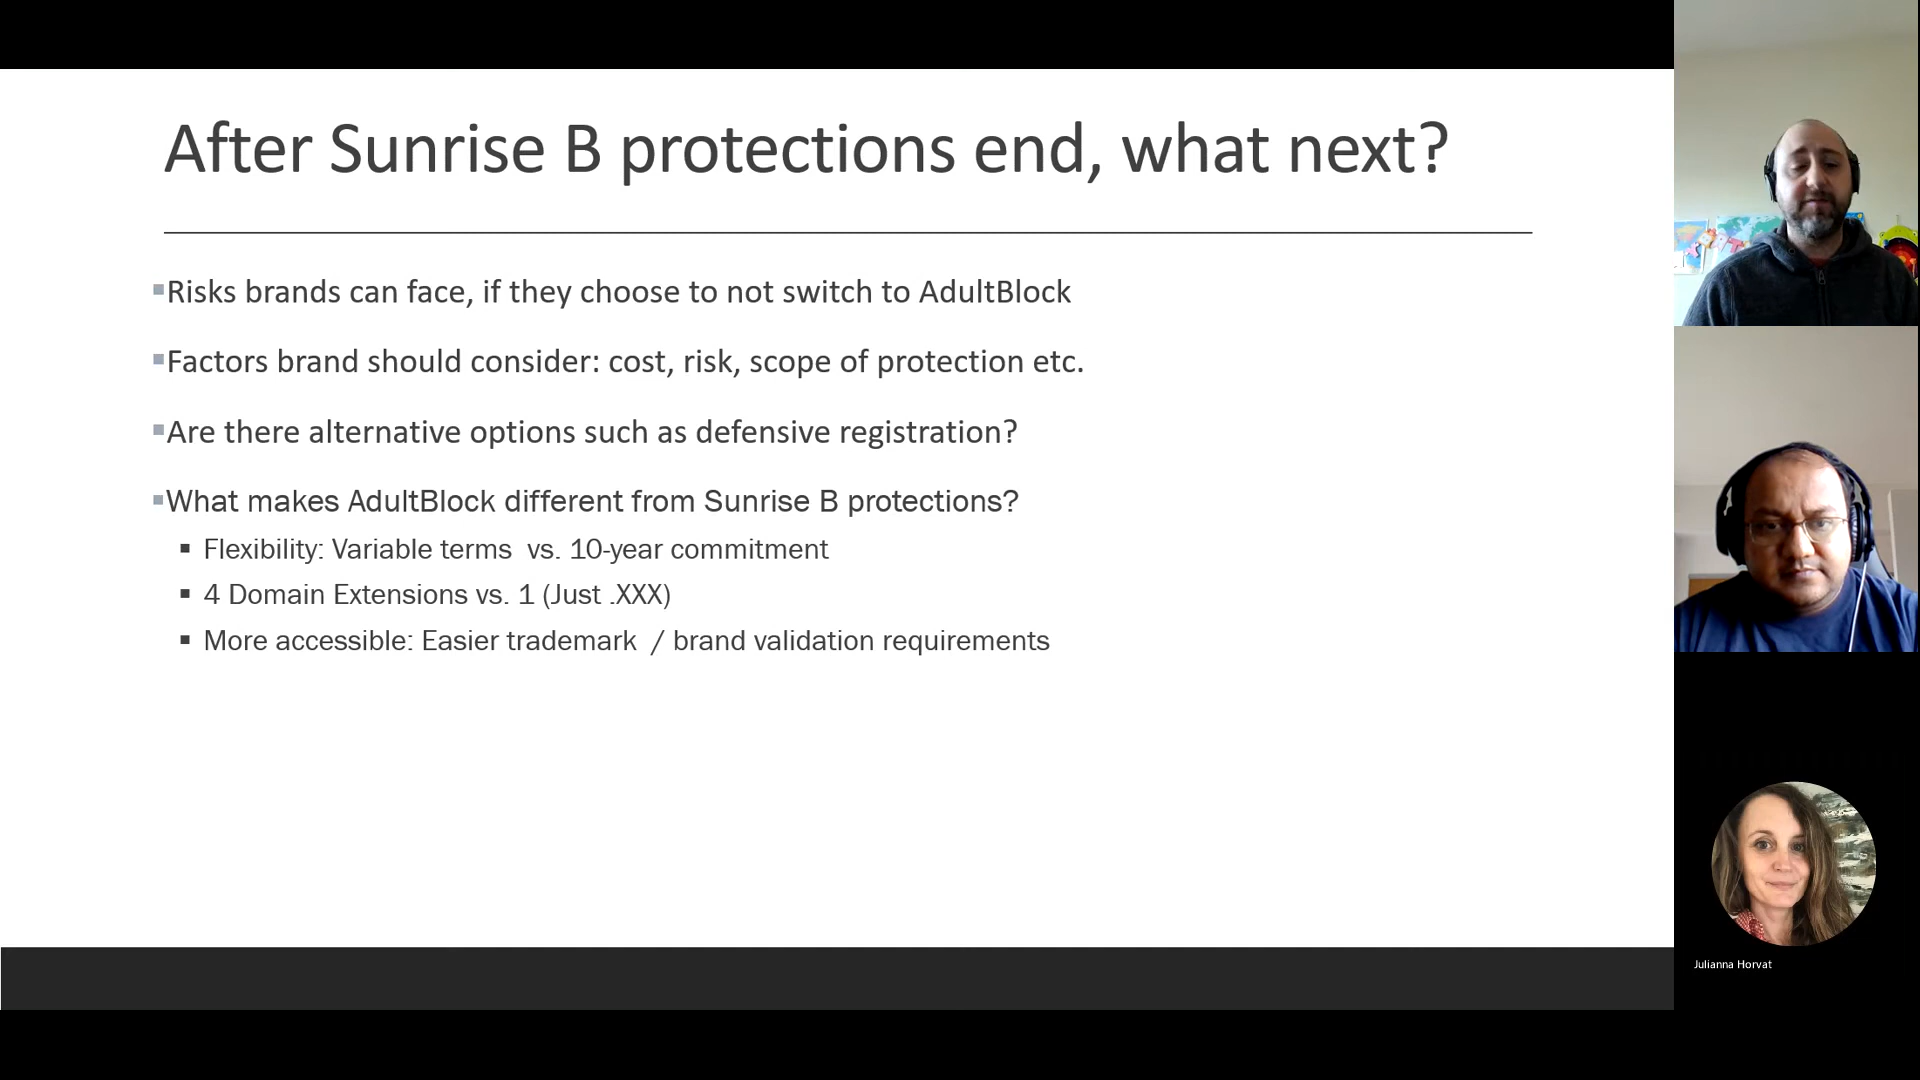 After Sunrise B protections end, what next?
Risks brands can face, if they choose to not switch to AdultBlock
Factors brand should consider: cost, risk, scope of protection etc.
Are there alternative options such as defensive registration?
What makes AdultBlock different from Sunrise B protections?
Flexibility: Variable terms  vs. 10-year commitment
4 Domain Extensions vs. 1 (Just .XXX)
More accessible: Easier trademark  / brand validation requirements
Julianna Horvat